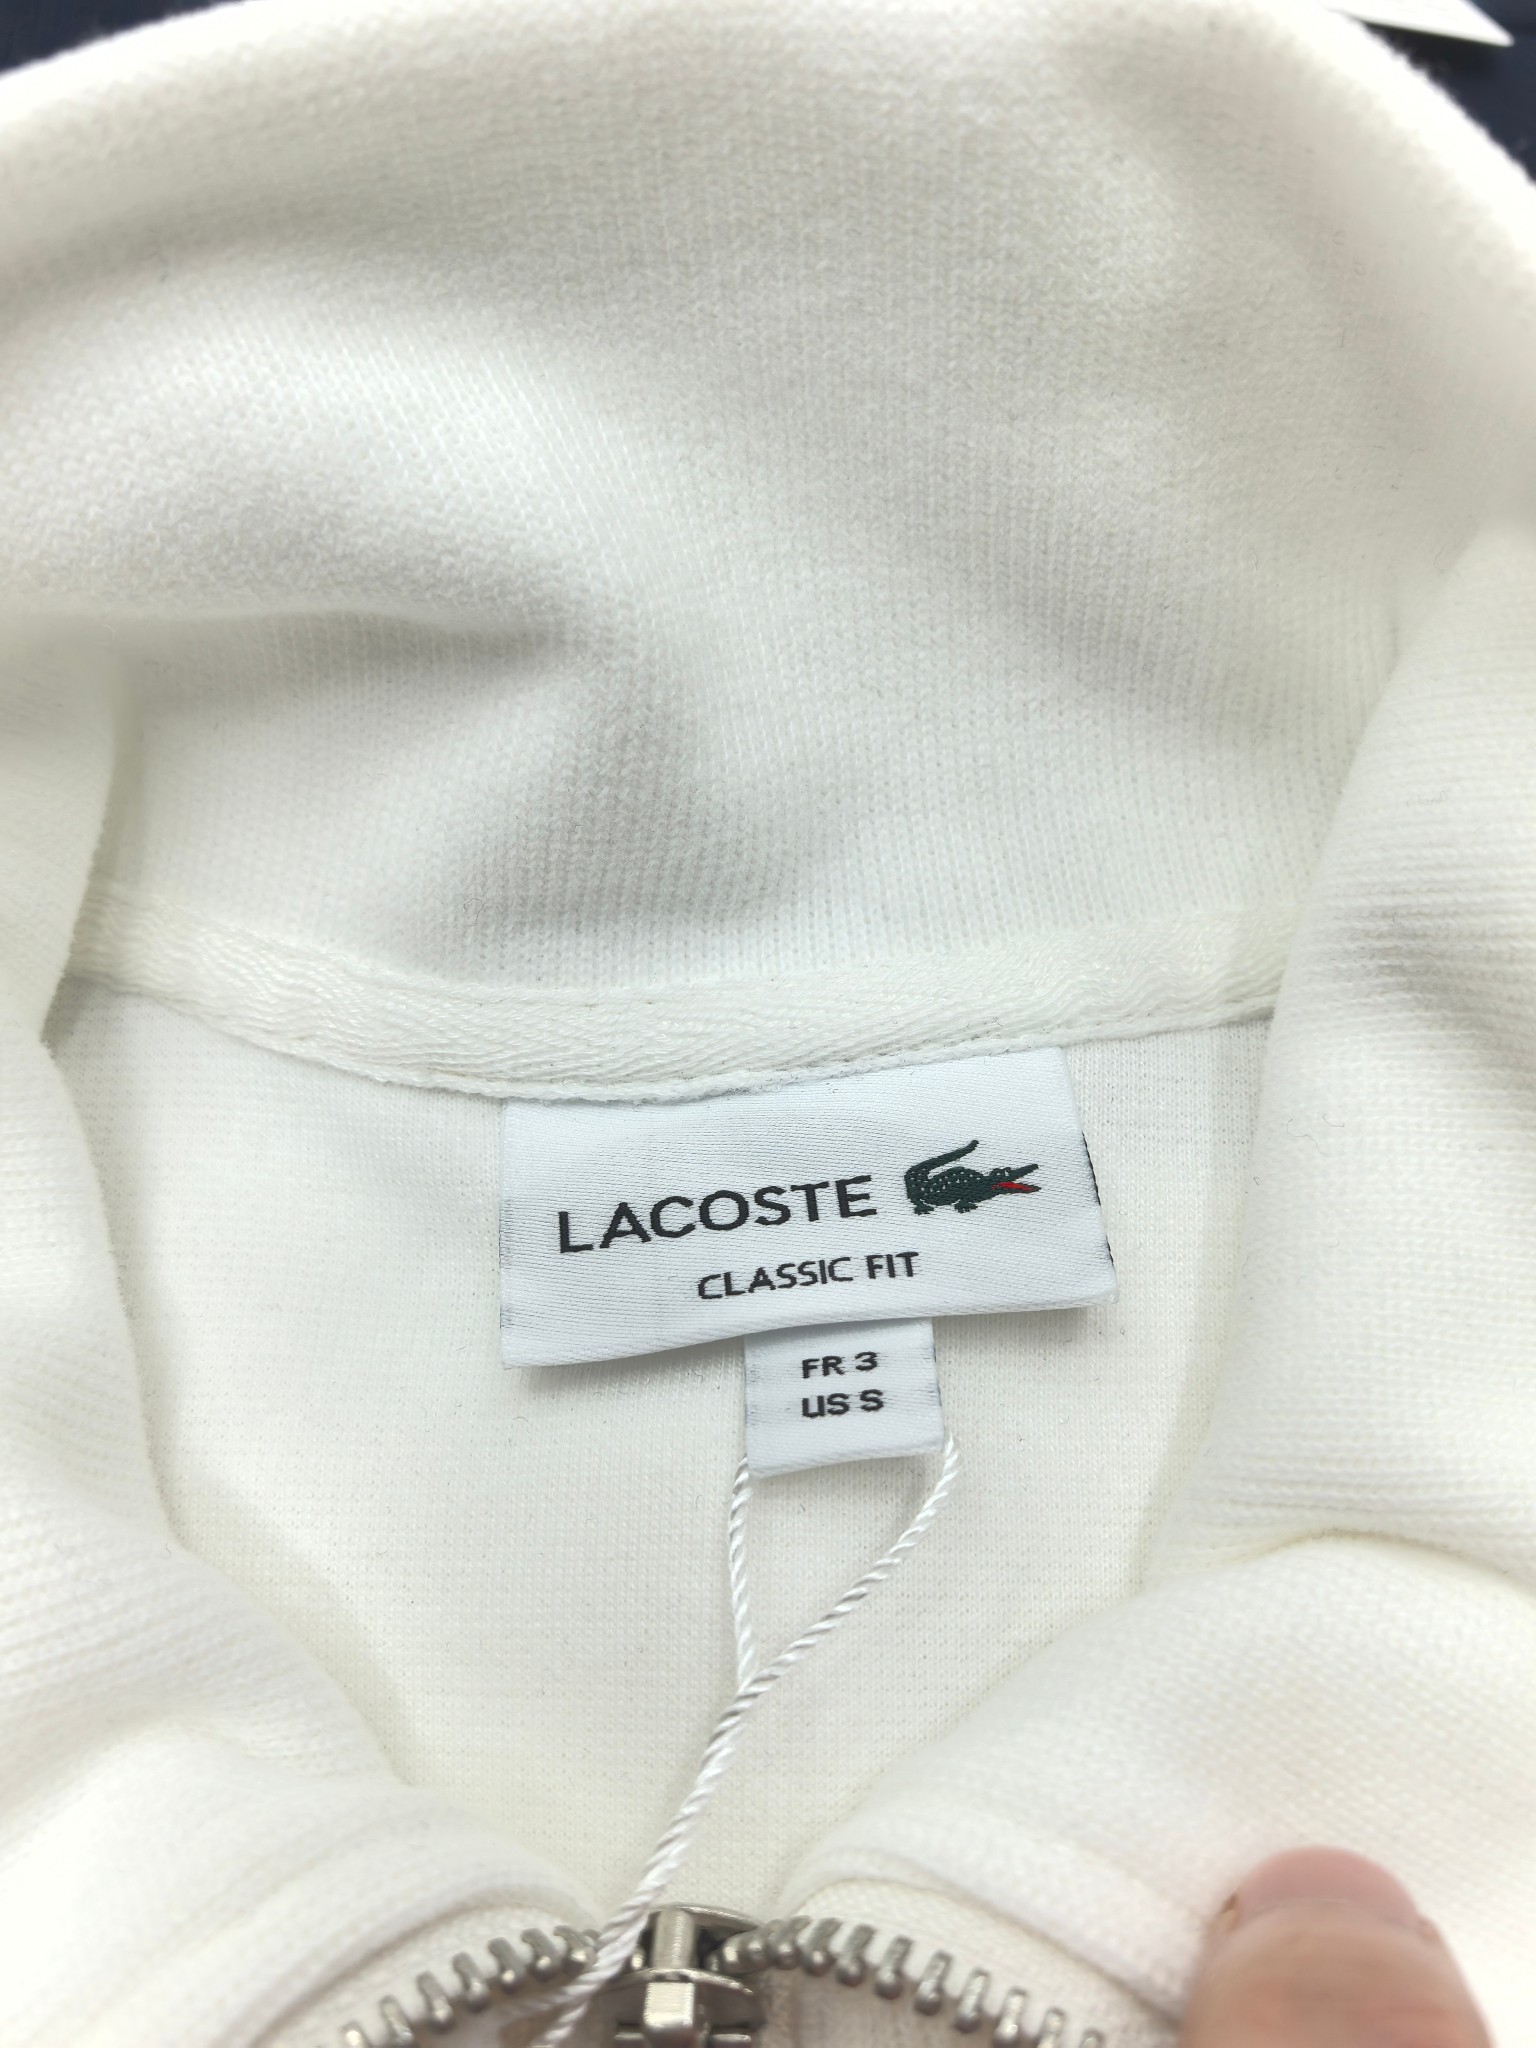 LACOSTE
CLASSIC FIT
FR 3
US S